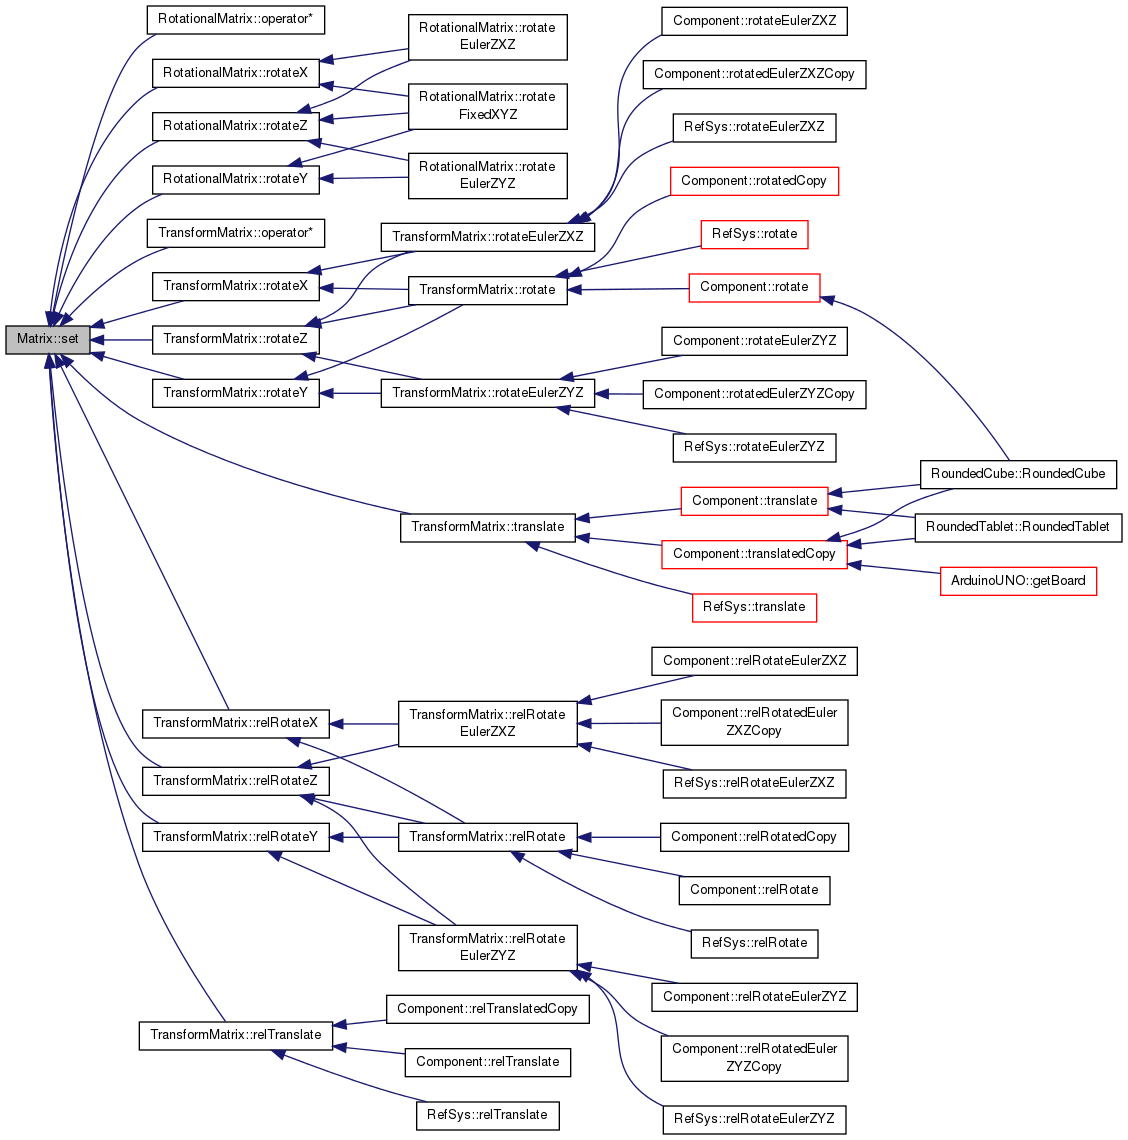 Matrix::set
RotationalMatrix::operator*
RotationalMatrix::rotateX
RotationalMatrix::rotateZ
RotationalMatrix::rotateY
TransformMatrix::operator*
TransformMatrix::rotateX
TransformMatrix::rotateZ
TransformMatrix::rotateY
TransformMatrix::relRotateX
TransformMatrix::relRotateZ
TransformMatrix::relRotateY
TransformMatrix::relTranslate
RotationalMatrix::rotate
EulerZXZ
RotationalMatrix::rotate
FixedXYZ
RotationalMatrix::rotate
EulerZYZ
TransformMatrix::rotateEulerZXZ
TransformMatrix::rotate
TransformMatrix::rotateEulerZYZ
TransformMatrix::translate
TransformMatrix::relRotate
EulerZXZ
TransformMatrix::relRotate
TransformMatrix::relRotate
EulerZYZ
Component::relTranslatedCopy
Component::relTranslate
RefSys::relTranslate
Component::rotateEulerZXZ
Component::rotatedEulerZXZCopy
RefSys::rotateEulerZXZ
Component::rotatedCopy
RefSys::rotate
Component::rotate
Component::rotateEulerZYZ
Component::rotatedEulerZYZCopy
RefSys::rotateEulerZYZ
Component::translate
Component::translatedCopy
RefSys::translate
Component::relRotateEulerZXZ
Component::relRotatedEuler
ZXZCopy
RefSys::relRotateEulerZXZ
Component::relRotatedCopy
Component::relRotate
RefSys::relRotate
Component::relRotateEulerZYZ
Component::relRotatedEuler
ZYZCopy
RefSys::relRotateEulerZYZ
RoundedCube::RoundedCube
RoundedTablet::RoundedTablet
ArduinoUNO::getBoard